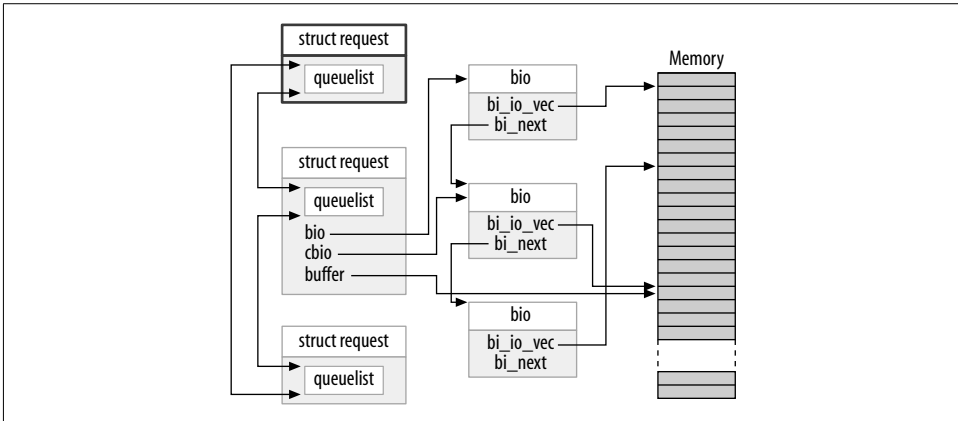 struct request
queuelist
struct request
queuelist
bio
cbio
buffer
struct request
queuelist
bio
bi_io_vec
bi_next
bio
bi_io_vec
bi_next
bio
bi_io_vec
bi_next
Memory